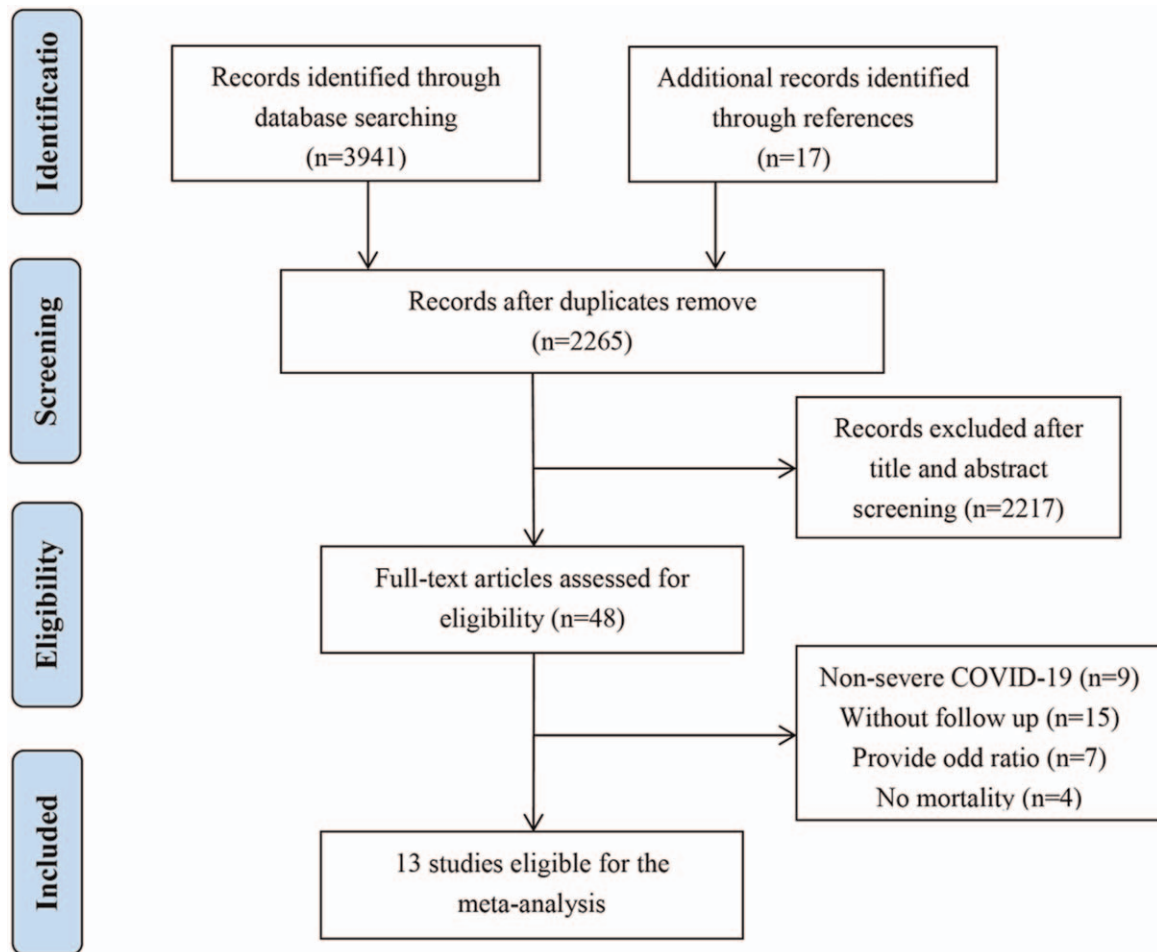 Identificatio
Records identified through
database searching
(n=3941)
Additional records identified
through references
(n=17)
Screening
Records after duplicates remove
(n=2265)
Records excluded after
title and abstract
screening (n=2217)
Eligibility
Full-text articles assessed for
eligibility (n=48)
Non-severe COVID-19 (n=9)
Without follow up (n=15)
Provide odd ratio (n=7)
No mortality (n=4)
Included
13 studies eligible for the
meta-analysis